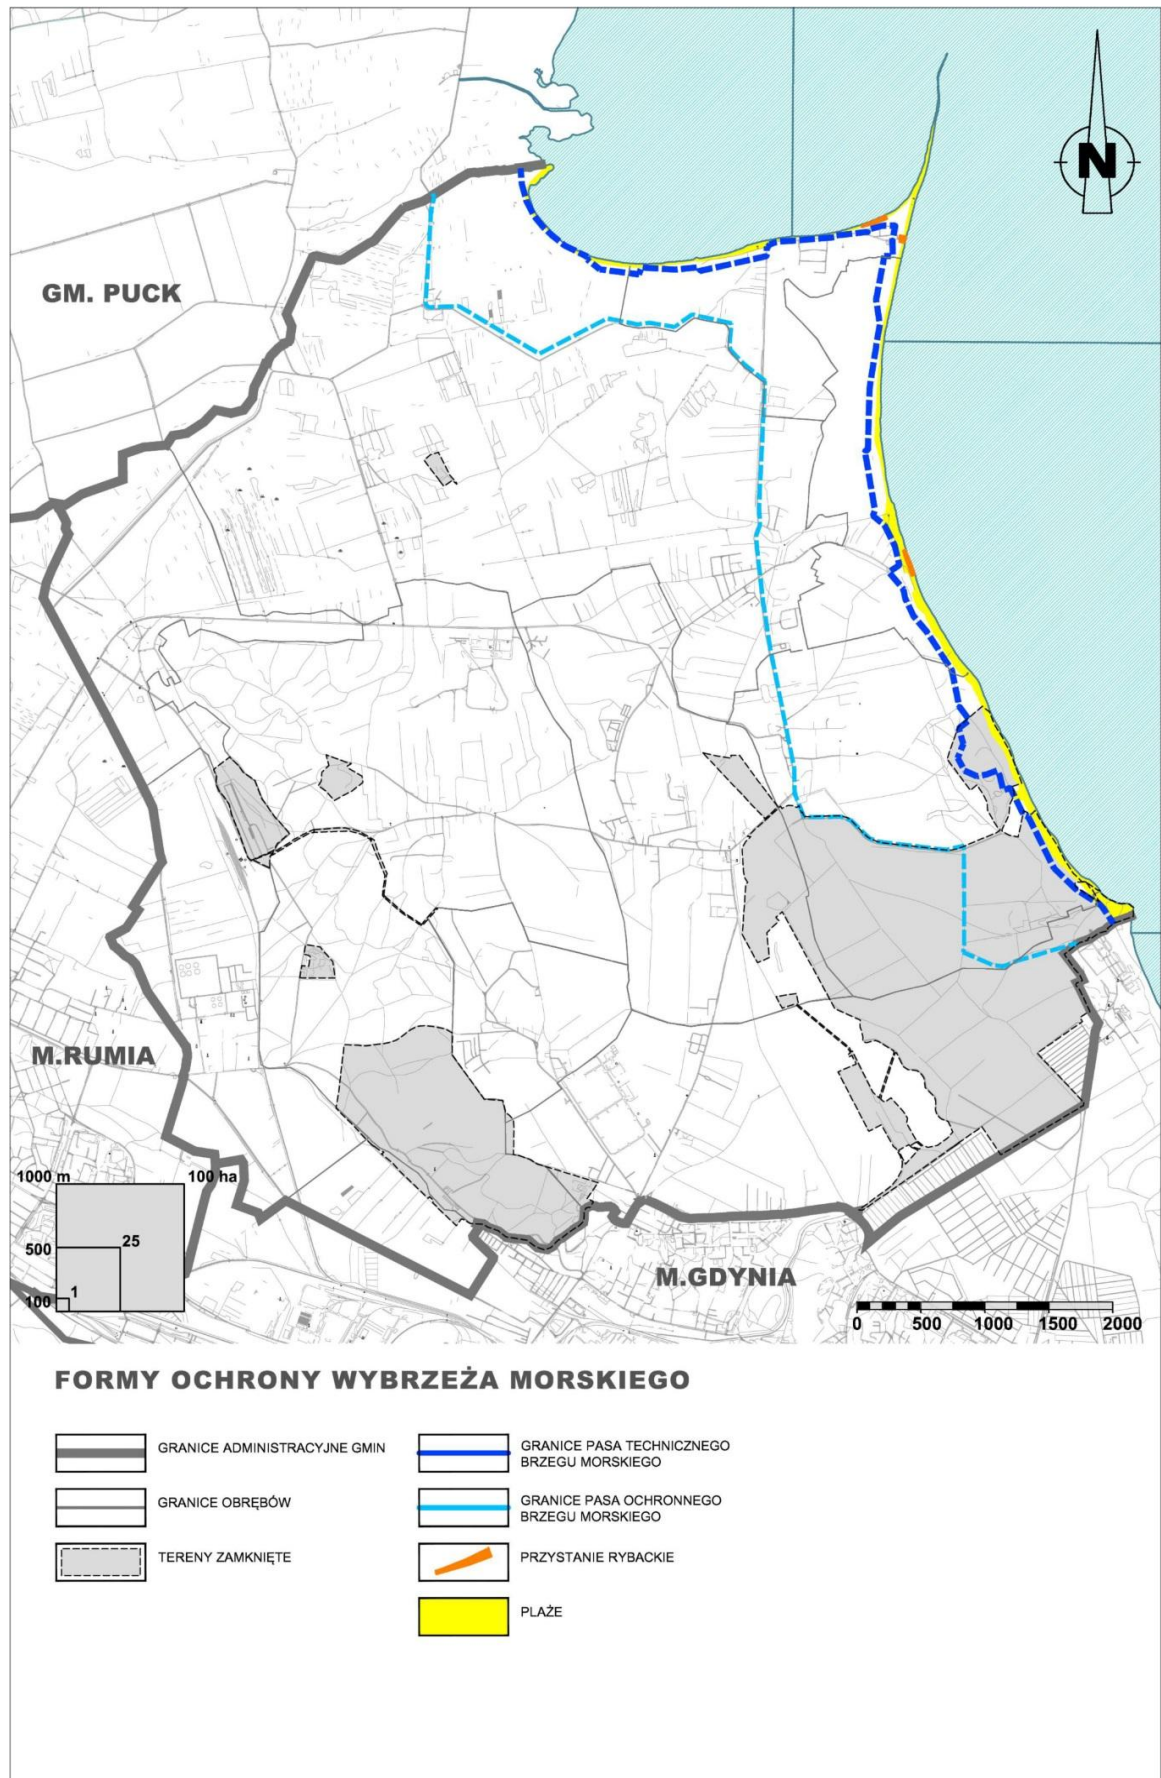 N
GM. PUCK
M.RUMIA
1000 m
100 ha
500
25
100
1
M.GDYNIA
0 500 1000 1500 2000
FORMY OCHRONY WYBRZEŻA MORSKIEGO
GRANICE ADMINISTRACYJNE GMIN
GRANICE OBRĘBÓW
TERENY ZAMKNIĘTE
GRANICE PASA TECHNICZNEGO
BRZEGU MORSKIEGO
GRANICE PASA OCHRONNEGO
BRZEGU MORSKIEGO
PRZYSTANIE RYBACKIE
PLAŻE